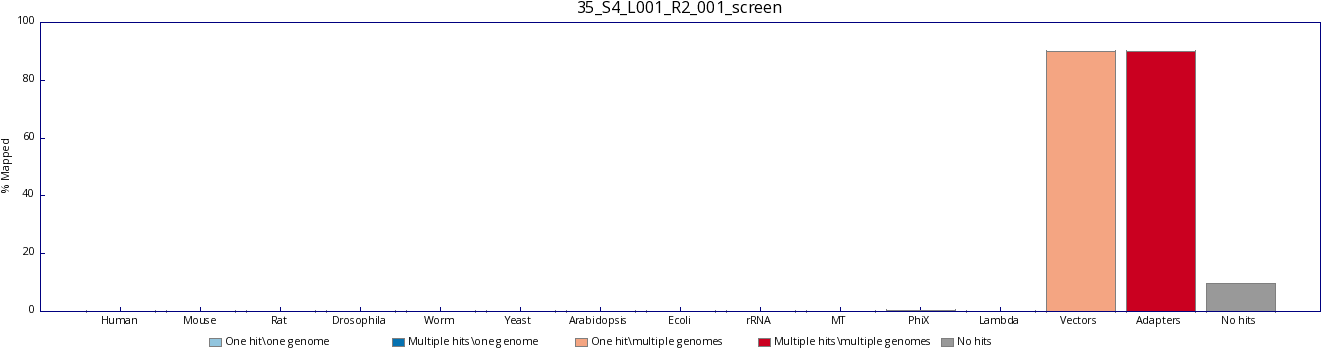 35_S4_L001_R2_001_screen
100
80
60
40
20
0
% Mapped
Human Mouse Rat Drosophila Worm Yeast Arabidopsis Ecoli rRNA MT PhiX Lambda Vectors Adapters No hits
One hit\one genome Multiple hits\one genome One hit\multiple genomes Multiple hits\multiple genomes No hits